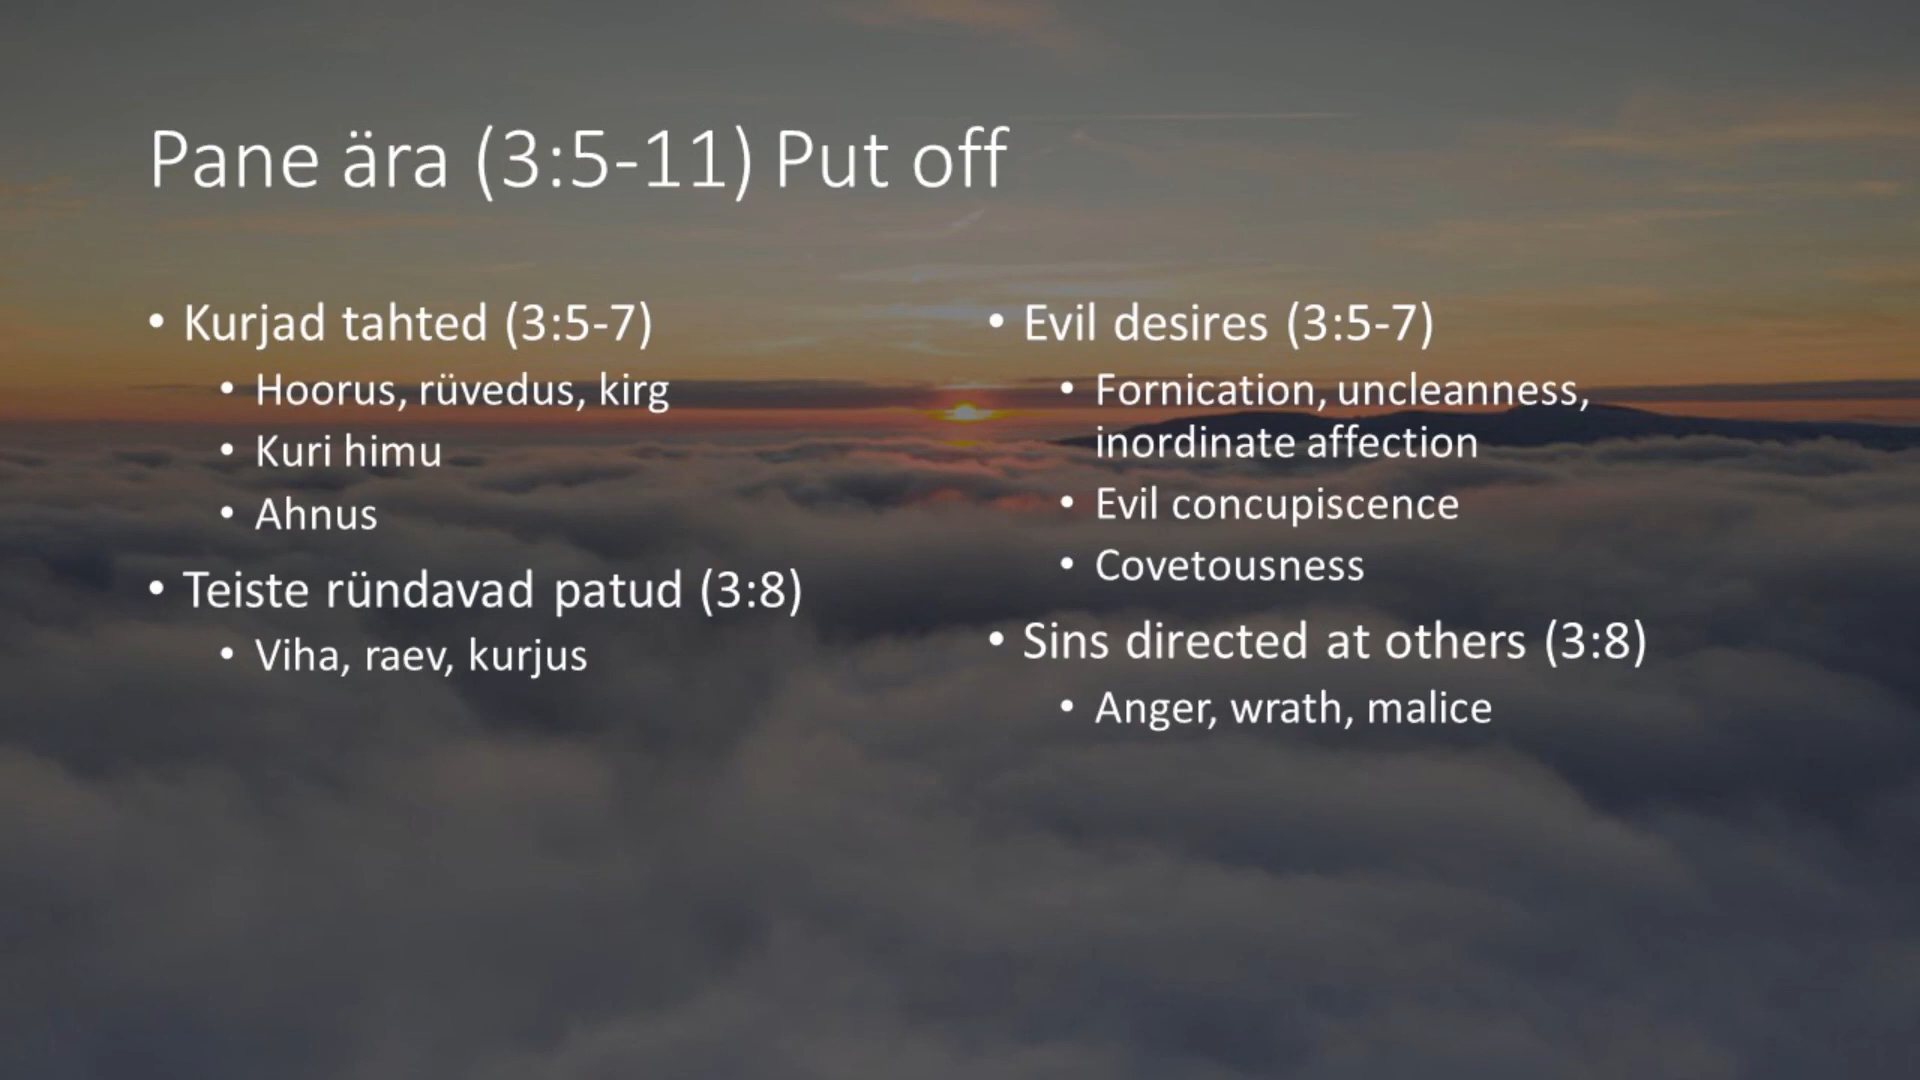 Pane ära (3:5-11) Put off
• Kurjad tahted (3:5-7)
• Hoorus, rüvedus, kirg
• Kuri himu
• Ahnus
• Teiste ründavad patud (3:8)
• Viha, raev, kurjus
• Evil desires (3:5-7)
• Fornication, uncleanness,
inordinate affection
• Evil concupiscence
• Covetousness
• Sins directed at others (3:8)
• Anger, wrath, malice